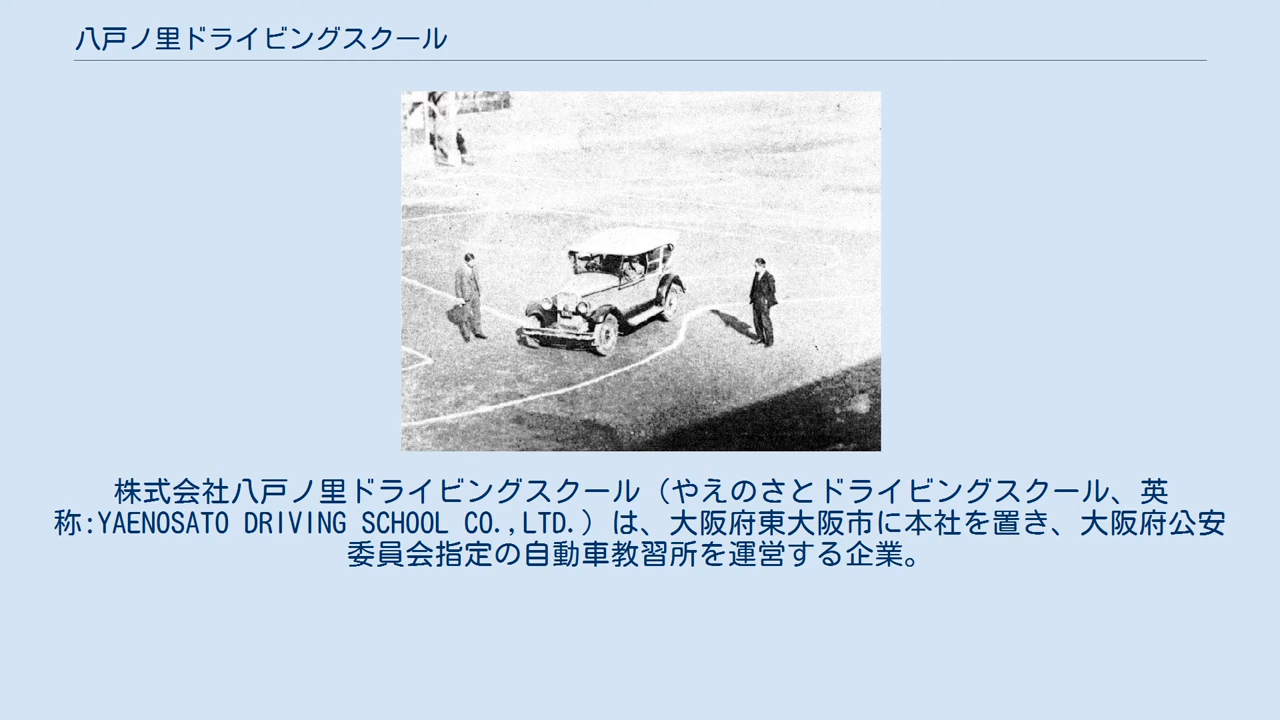 八戸ノ里ドライビングスクール
株式会社八戸ノ里ドライビングスクール（やえのさとドライビングスクール、英
称:YAENOSATO DRIVING SCHOOL CO.,LTD.）は、大阪府東大阪市に本社を置き、大阪府公安
委員会指定の自動車教習所を運営する企業。